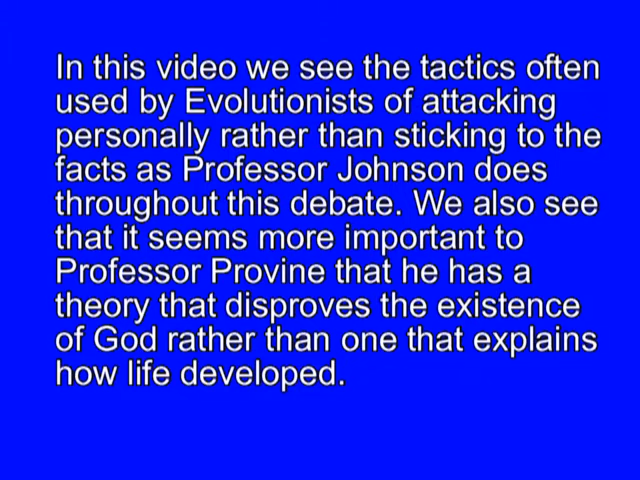 In this video we see the tactics often
used by Evolutionists of attacking
personally rather than sticking to the
facts as Professor Johnson does
throughout this debate. We also see
that it seems more important to
Professor Provine that he has a
theory that disproves the existence
of God rather than one that explains
how life developed.